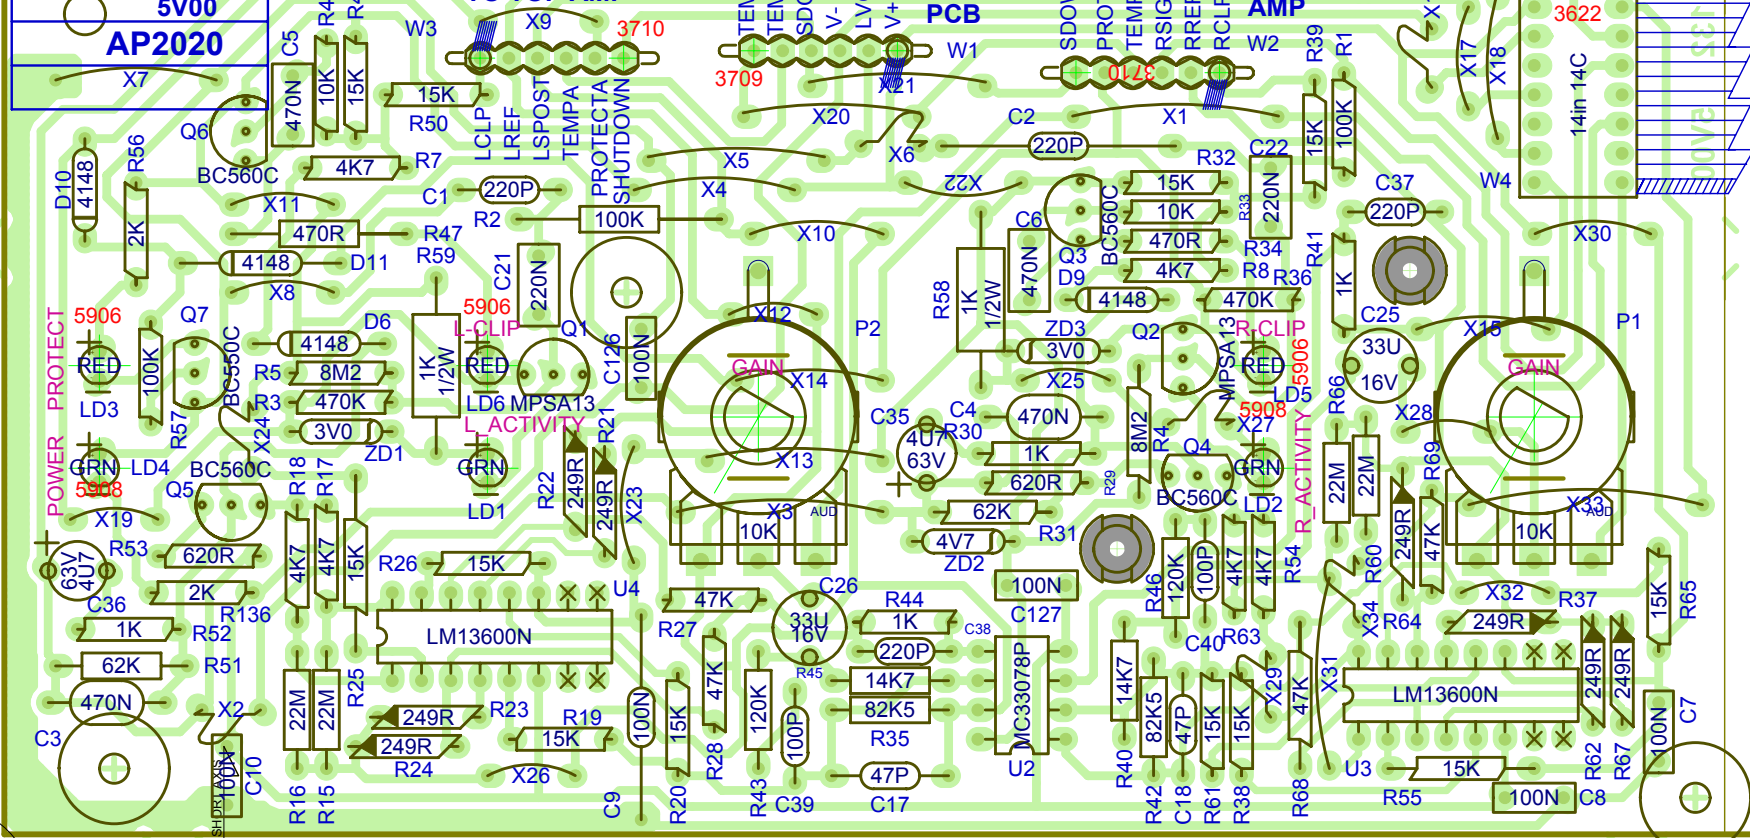 5V00
AP2020
X7
Q6
BC560C
C5
470N
R4
10K
15K
W3
X9
3710
15K
R50
LCLP
LREF
LSPOST
TEMPA
PROTECTA
SHUTDOWN
V-
V+
PCB
3709
W1
X21
X20
X6
AMP
SDOV
PROT
TEMP
RSIG
RREF
RCLP
3710
W2
X1
C2
220P
R39
R1
15K
100K
X17
X18
3622
14in 14C
W4
5V00
R56
D10
4148
2K
4K7
R7
C1
220P
X5
X4
X22
X11
R2
100K
470R
R47
R59
4148
D11
X8
C21
220N
X10
C6
470N
Q3
BC560C
R32
15K
10K
470R
4K7
R33
R34
R8
C22
220N
R36
470K
D9
4148
C37
220P
R41
1K
X30
POWER
PROTECT
5906
RED
LD3
100K
R57
Q7
BC550C
D6
4148
R5
8M2
R3
470K
3V0
ZD1
X24
1K
1/2W
5906
L-CLIP
RED
LD6
Q1
MPSA13
L_ACTIVITY
C126
100N
X12
P2
GAIN
X14
X13
X3
AUD
10K
R58
1K
1/2W
ZD3
3V0
X25
Q2
MPSA13
R-CLIP
RED
5906
LD5
5908
X27
C25
33U
16V
X15
P1
GAIN
X28
GRN
LD4
5908
BC560C
Q5
X19
R18
R17
GRN
LD1
R22
249R
R21
249R
X23
C35
4U7
63V
C4
470N
R30
1K
620R
R29
62K
R31
4V7
ZD2
8M2
R4
Q4
BC560C
GRN
LD2
R_ACTIVITY
R66
22M
22M
R69
249R
47K
X33
AUD
10K
R53
63V
4U7
C36
620R
2K
R136
1K
R52
62K
R51
470N
C3
X2
4K7
4K7
15K
R26
15K
LM13600N
U4
R25
22M
22M
R16
R15
249R
R23
249R
R24
R19
15K
X26
100N
C10
SHORT AXIS
C9
100N
15K
R20
R27
47K
47K
R28
120K
R43
C26
33U
16V
R45
100P
C39
R44
1K
220P
C38
14K7
82K5
R35
47P
C17
100N
C127
MC33078P
U2
R46
120K
100P
C40
4K7
4K7
R54
R63
14K7
R40
82K5
R42
47P
C18
15K
R61
15K
R38
X29
47K
R68
X31
X34
R60
R64
X32
R37
249R
15K
R65
LM13600N
U3
15K
R55
249R
249R
R62
R67
100N
C7
100N
C8